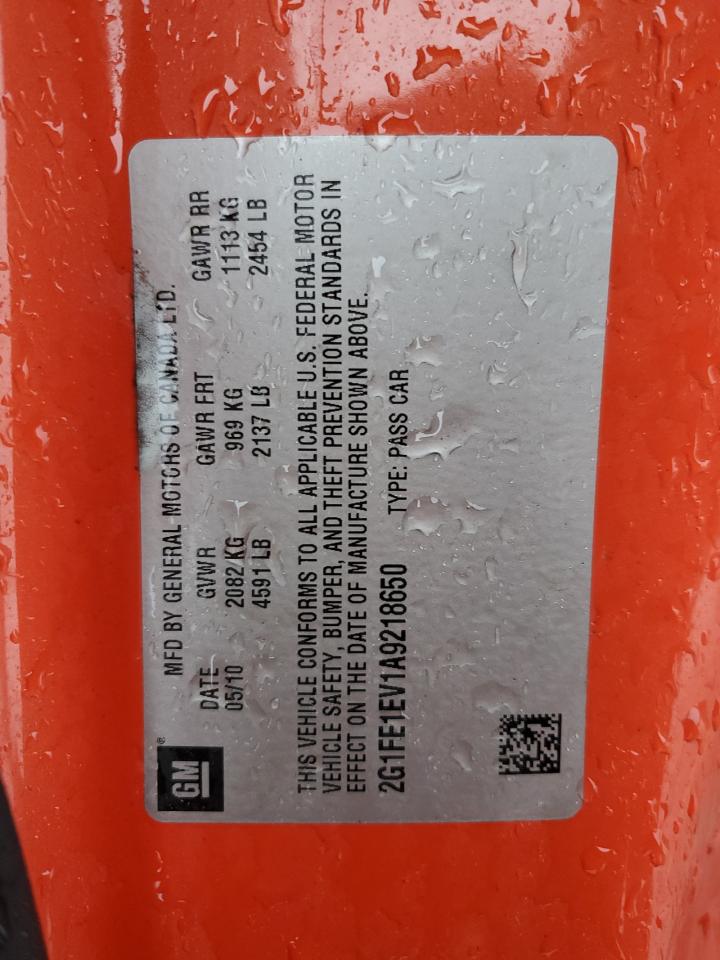 GM ®
MFD BY GENERAL MOTORS OF CANADA LTD.
DATE GVWR GAWR FRT GAWR RR
05/10 2082 KG 969 KG 1113 KG
4591 LB 2137 LB 2454 LB
THIS VEHICLE CONFORMS TO ALL APPLICABLE U.S. FEDERAL MOTOR
VEHICLE SAFETY, BUMPER, AND THEFT PREVENTION STANDARDS IN
EFFECT ON THE DATE OF MANUFACTURE SHOWN ABOVE.
2G1FE1EV1A9218650 TYPE: PASS CAR